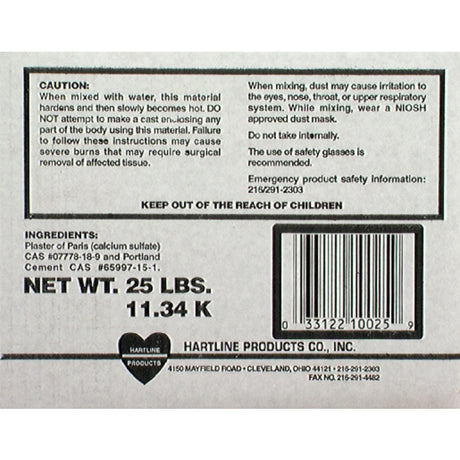 CAUTION:
When mixed with water, this material
hardens and then slowly becomes hot. DO
NOT attempt to make a cast enclosing any
part of the body using this material. Failure
to follow these instructions may cause
severe burns that may require surgical
removal of affected tissue.
When mixing, dust may cause irritation to
the eyes, nose, throat, or upper respiratory
system. While mixing, wear a NIOSH
approved dust mask.
Do not take internally.
The use of safety glasses is
recommended.
Emergency product safety information:
216/291-2303
KEEP OUT OF THE REACH OF CHILDREN
INGREDIENTS:
Plaster of Paris (calcium sulfate)
CAS #07778-18-9 and Portland
Cement CAS #65997-15-1.
NET WT. 25 LBS.
11.34 K
0 33122 10025 9
HARTLINE
PRODUCTS
HARTLINE PRODUCTS CO., INC.
4150 MAYFIELD ROAD • CLEVELAND, OHIO 44121 • 216-291-2303
FAX NO. 216-291-4482